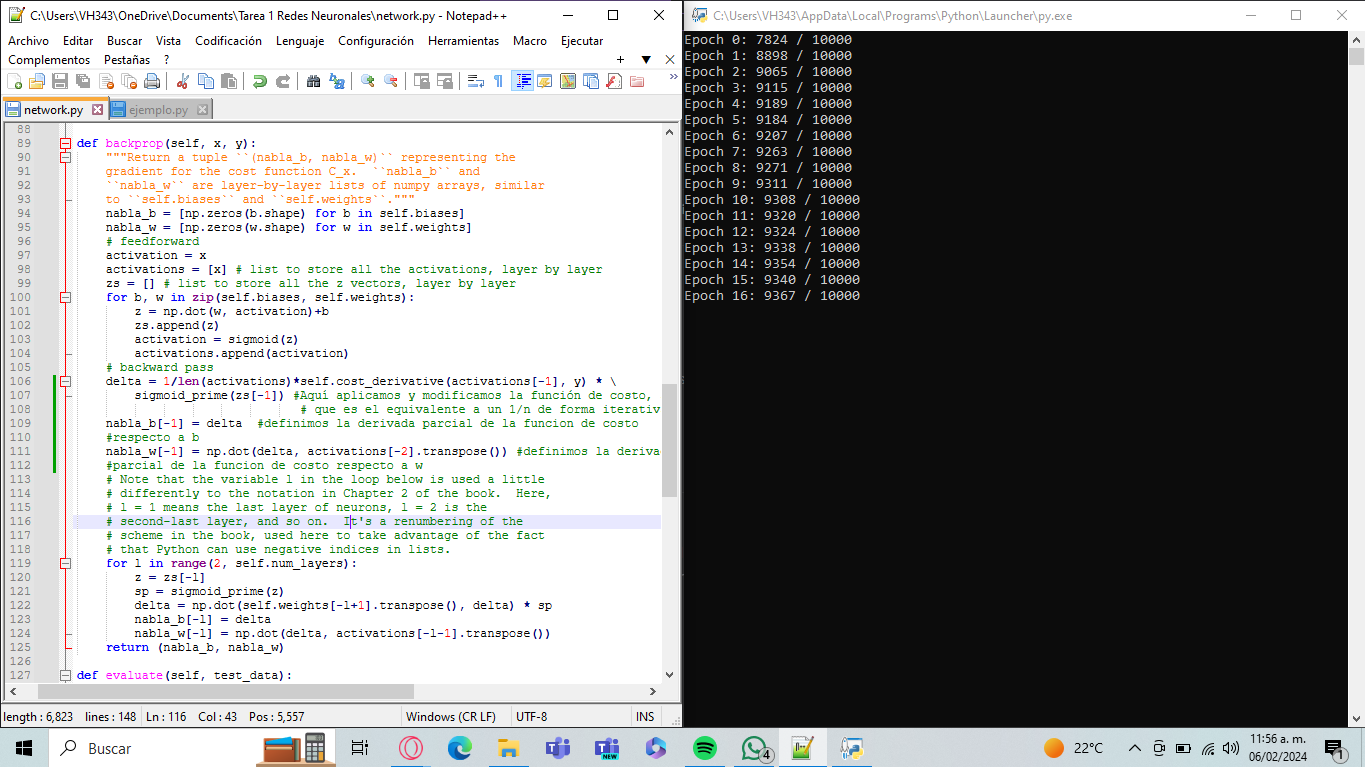 C:\Users\VH343\OneDrive\Documents\Tarea 1 Redes Neuronales\network.py - Notepad++
Archivo Editar Buscar Vista Codificación Lenguaje Configuración Herramientas Macro Ejecutar
Complementos Pestañas ?
network.py ejemplo.py
88
89 def backprop(self, x, y):
90 """Return a tuple ``(nabla_b, nabla_w)`` representing the
91 gradient for the cost function C_x.  ``nabla_b`` and
92 ``nabla_w`` are layer-by-layer lists of numpy arrays, similar
93 to ``self.biases`` and ``self.weights``."""
94 nabla_b = [np.zeros(b.shape) for b in self.biases]
95 nabla_w = [np.zeros(w.shape) for w in self.weights]
96 # feedforward
97 activation = x
98 activations = [x] # list to store all the activations, layer by layer
99 zs = [] # list to store all the z vectors, layer by layer
100 for b, w in zip(self.biases, self.weights):
101 z = np.dot(w, activation)+b
102 zs.append(z)
103 activation = sigmoid(z)
104 activations.append(activation)
105 # backward pass
106 delta = 1/len(activations)*self.cost_derivative(activations[-1], y) * \
107 sigmoid_prime(zs[-1]) #Aquí aplicamos y modificamos la función de costo,
108 # que es el equivalente a un 1/n de forma iterativ
109 nabla_b[-1] = delta  #definimos la derivada parcial de la funcion de costo
110 #respecto a b
111 nabla_w[-1] = np.dot(delta, activations[-2].transpose()) #definimos la deriva
112 #parcial de la funcion de costo respecto a w
113 # Note that the variable l in the loop below is used a little
114 # differently to the notation in Chapter 2 of the book.  Here,
115 # l = 1 means the last layer of neurons, l = 2 is the
116 # second-last layer, and so on.  It's a renumbering of the
117 # scheme in the book, used here to take advantage of the fact
118 # that Python can use negative indices in lists.
119 for l in range(2, self.num_layers):
120 z = zs[-l]
121 sp = sigmoid_prime(z)
122 delta = np.dot(self.weights[-l+1].transpose(), delta) * sp
123 nabla_b[-l] = delta
124 nabla_w[-l] = np.dot(delta, activations[-l-1].transpose())
125 return (nabla_b, nabla_w)
126
127 def evaluate(self, test_data):
length : 6,823 lines : 148 Ln : 116 Col : 43 Pos : 5,557 Windows (CR LF) UTF-8 INS
C:\Users\VH343\AppData\Local\Programs\Python\Launcher\py.exe
Epoch 0: 7824 / 10000
Epoch 1: 8898 / 10000
Epoch 2: 9065 / 10000
Epoch 3: 9115 / 10000
Epoch 4: 9189 / 10000
Epoch 5: 9184 / 10000
Epoch 6: 9207 / 10000
Epoch 7: 9263 / 10000
Epoch 8: 9271 / 10000
Epoch 9: 9311 / 10000
Epoch 10: 9308 / 10000
Epoch 11: 9320 / 10000
Epoch 12: 9324 / 10000
Epoch 13: 9338 / 10000
Epoch 14: 9354 / 10000
Epoch 15: 9340 / 10000
Epoch 16: 9367 / 10000
Buscar
NEW
4
22°C
11:56 a. m.
06/02/2024
1